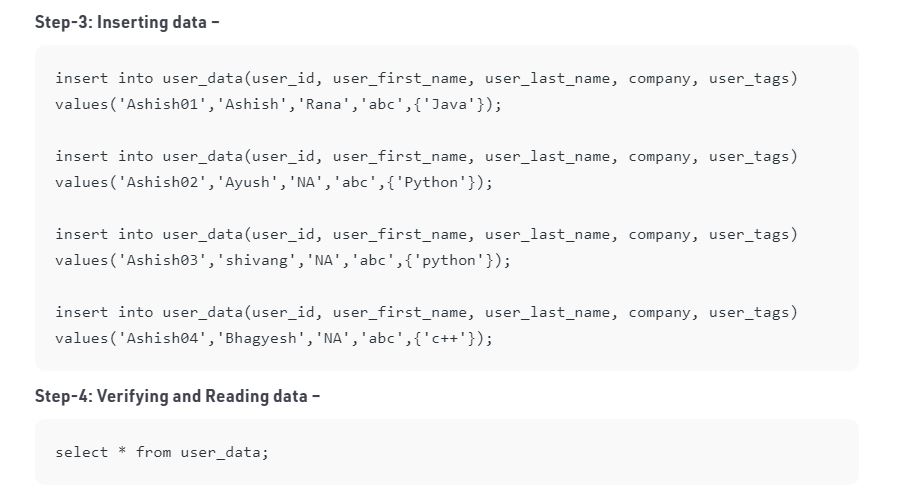 Step-3: Inserting data –
insert into user_data(user_id, user_first_name, user_last_name, company, user_tags)
values('Ashish01','Ashish','Rana','abc',{'Java'});
insert into user_data(user_id, user_first_name, user_last_name, company, user_tags)
values('Ashish02','Ayush','NA','abc',{'Python'});
insert into user_data(user_id, user_first_name, user_last_name, company, user_tags)
values('Ashish03','shivang','NA','abc',{'python'});
insert into user_data(user_id, user_first_name, user_last_name, company, user_tags)
values('Ashish04','Bhagyesh','NA','abc',{'c++'});
Step-4: Verifying and Reading data –
select * from user_data;